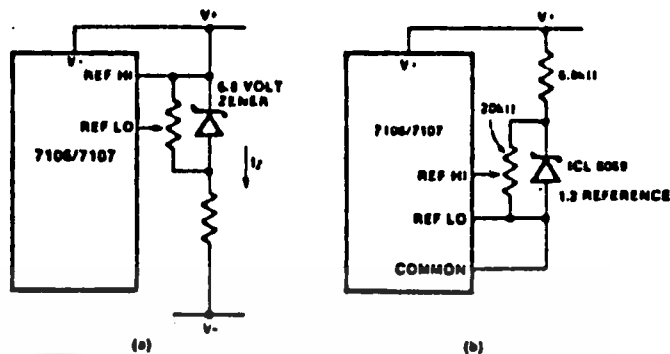 V+
V+
REF HI
6.8 VOLT
ZENER
REF LO
7106/7107
IZ
V-
(a)
V+
V+
6.8kΩ
20kΩ
7106/7107
ICL 8069
REF HI
1.2 REFERENCE
REF LO
COMMON
(b)